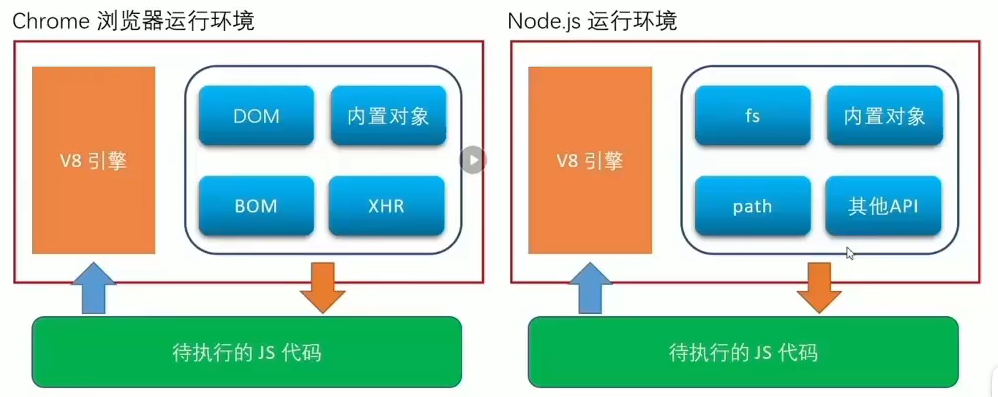 Chrome 浏览器运行环境
V8 引擎
DOM
内置对象
BOM
XHR
待执行的 JS 代码
Node.js 运行环境
V8 引擎
fs
内置对象
path
其他API
待执行的 JS 代码